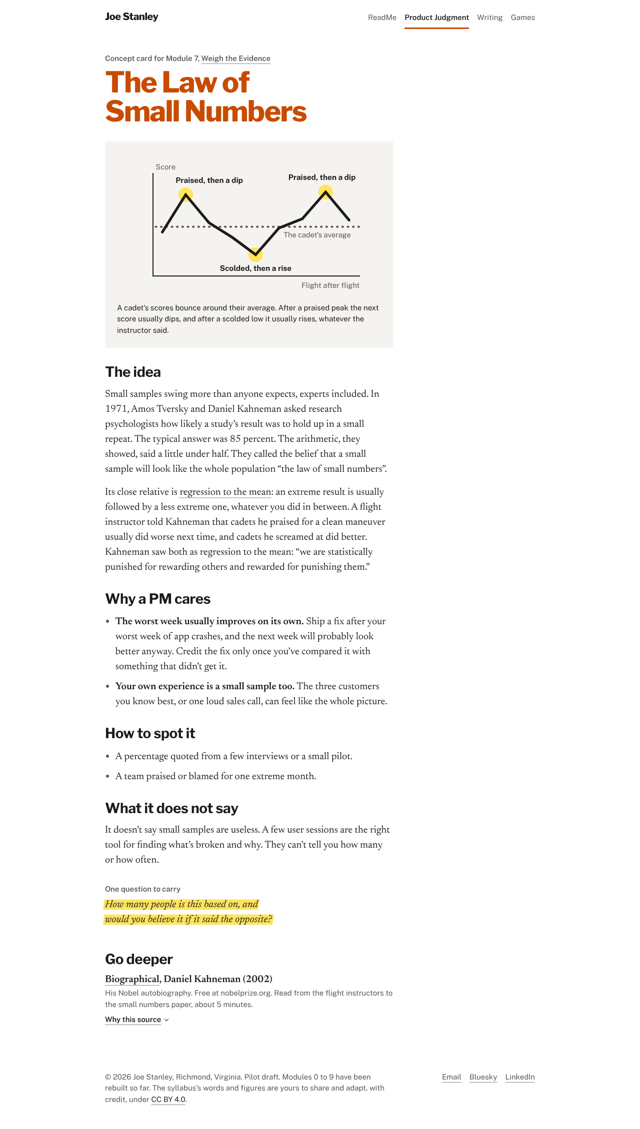 Joe Stanley
ReadMe Product Judgment Writing Games
Concept card for Module 7, Weigh the Evidence
The Law of
Small Numbers
Score
Praised, then a dip
Praised, then a dip
The cadet's average
Scolded, then a rise
Flight after flight
A cadet's scores bounce around their average. After a praised peak the next
score usually dips, and after a scolded low it usually rises, whatever the
instructor said.
The idea
Small samples swing more than anyone expects, experts included. In
1971, Amos Tversky and Daniel Kahneman asked research
psychologists how likely a study's result was to hold up in a small
repeat. The typical answer was 85 percent. The arithmetic, they
showed, said a little under half. They called the belief that a small
sample will look like the whole population “the law of small numbers”.
Its close relative is regression to the mean: an extreme result is usually
followed by a less extreme one, whatever you did in between. A flight
instructor told Kahneman that cadets he praised for a clean maneuver
usually did worse next time, and cadets he screamed at did better.
Kahneman saw both as regression to the mean: “we are statistically
punished for rewarding others and rewarded for punishing them.”
Why a PM cares
• The worst week usually improves on its own. Ship a fix after your
worst week of app crashes, and the next week will probably look
better anyway. Credit the fix only once you've compared it with
something that didn't get it.
• Your own experience is a small sample too. The three customers
you know best, or one loud sales call, can feel like the whole picture.
How to spot it
• A percentage quoted from a few interviews or a small pilot.
• A team praised or blamed for one extreme month.
What it does not say
It doesn't say small samples are useless. A few user sessions are the right
tool for finding what's broken and why. They can't tell you how many
or how often.
One question to carry
How many people is this based on, and
would you believe it if it said the opposite?
Go deeper
Biographical, Daniel Kahneman (2002)
His Nobel autobiography. Free at nobelprize.org. Read from the flight instructors to
the small numbers paper, about 5 minutes.
Why this source
© 2026 Joe Stanley, Richmond, Virginia. Pilot draft. Modules 0 to 9 have been
rebuilt so far. The syllabus's words and figures are yours to share and adapt, with
credit, under CC BY 4.0.
Email Bluesky LinkedIn